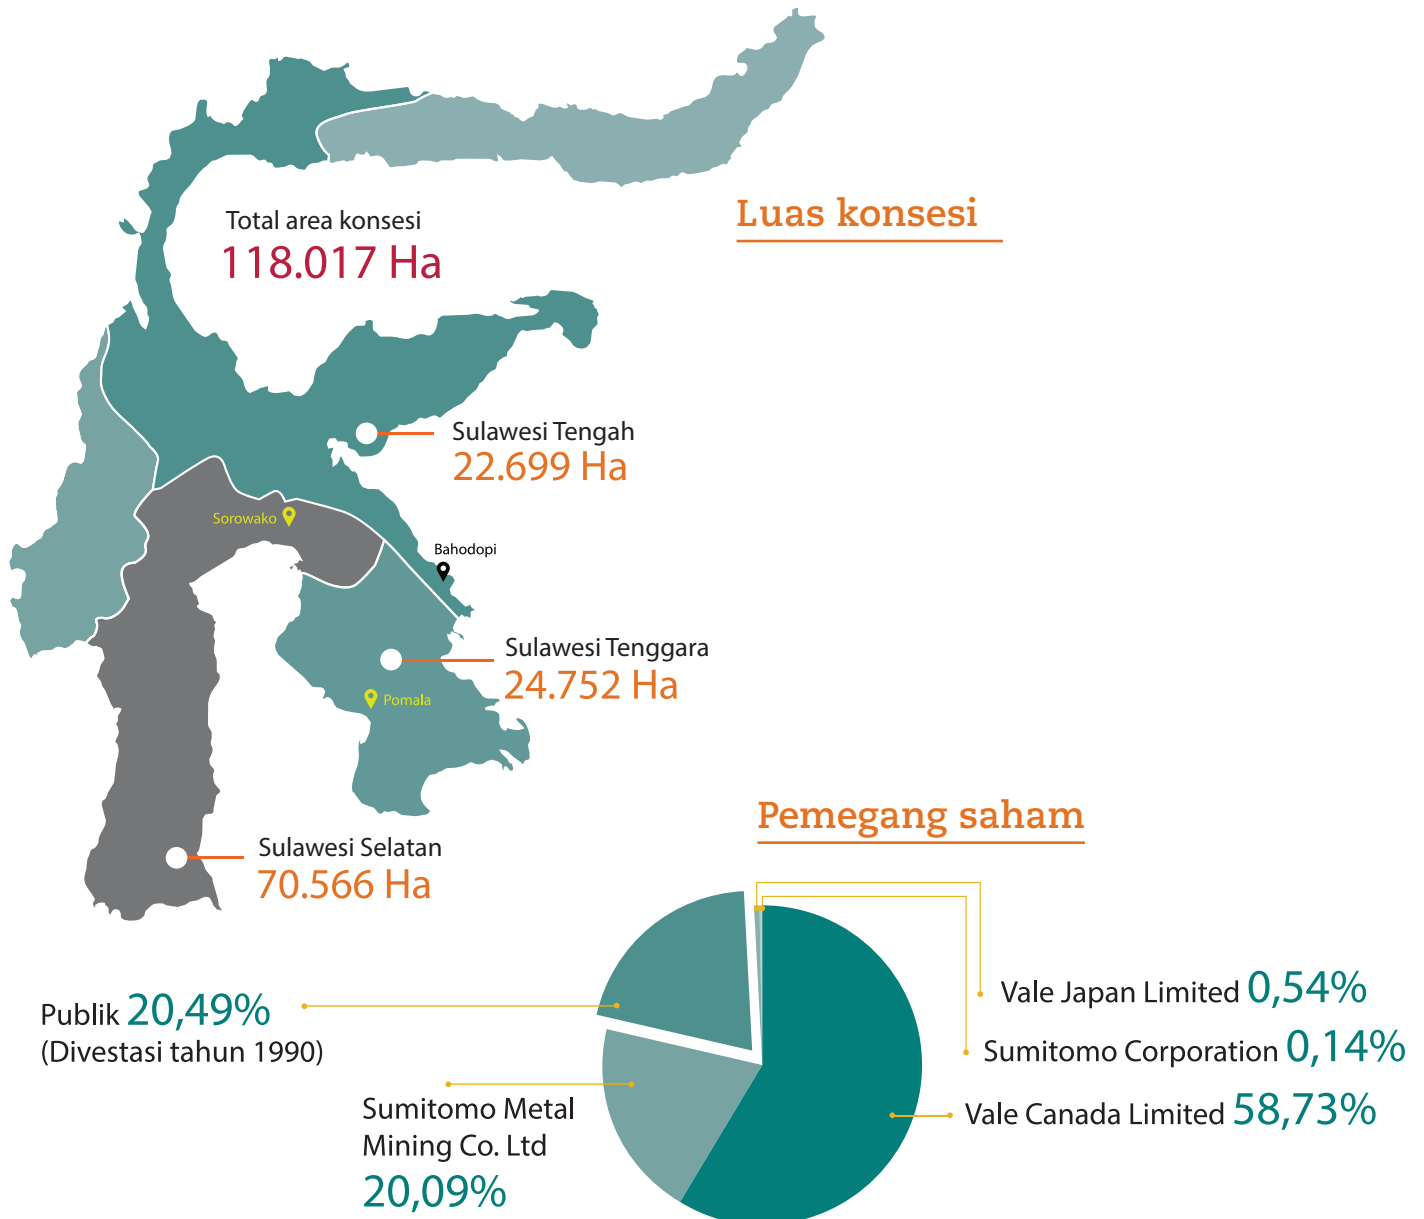 Luas konsesi
Total area konsesi
118.017 Ha
Sulawesi Tengah
22.699 Ha
Sorowako
Bahodopi
Sulawesi Tenggara
24.752 Ha
Pomala
Sulawesi Selatan
70.566 Ha
Pemegang saham
Vale Japan Limited 0,54%
Publik 20,49%
(Divestasi tahun 1990)
Sumitomo Corporation 0,14%
Sumitomo Metal
Mining Co. Ltd
20,09%
Vale Canada Limited 58,73%